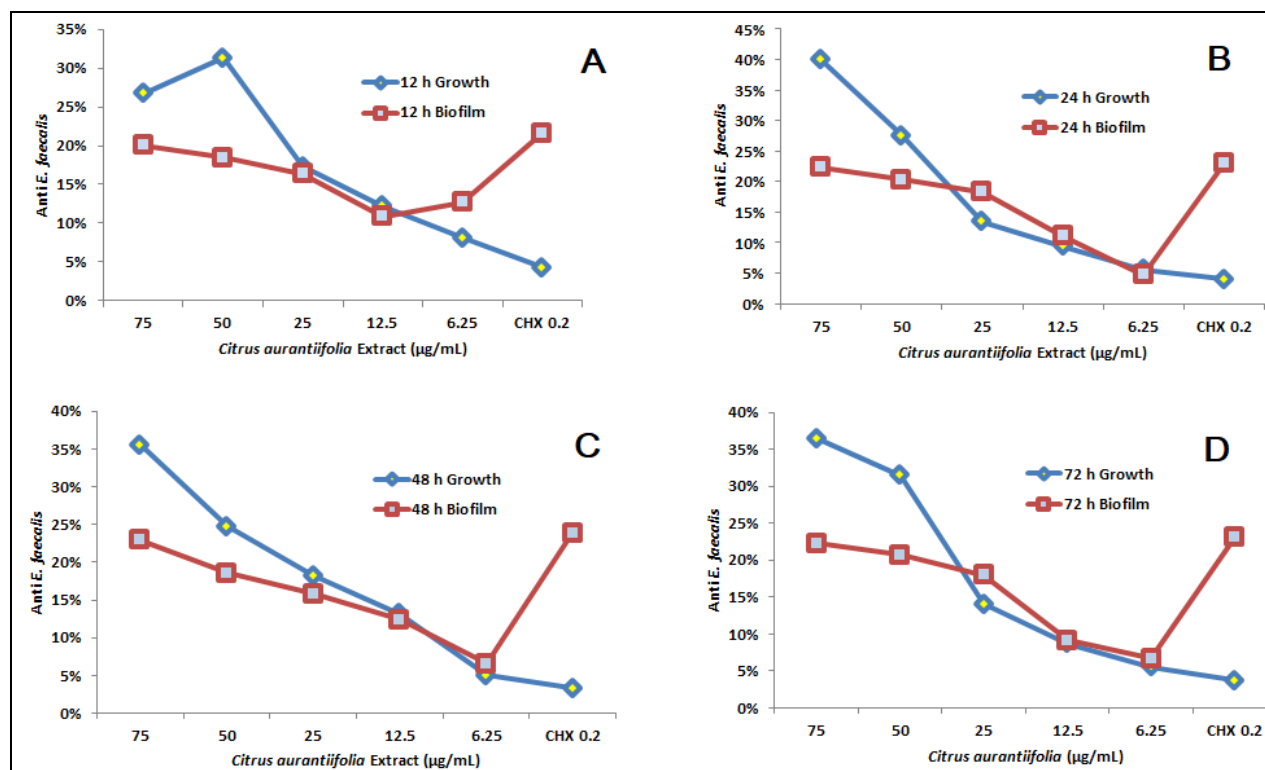 A
35%
30%
25%
20%
15%
10%
5%
0%
Anti E. faecalis
12 h Growth
12 h Biofilm
75 50 25 12.5 6.25 CHX 0.2
Citrus aurantiifolia Extract (µg/mL)
B
45%
40%
35%
30%
25%
20%
15%
10%
5%
0%
Anti E. faecalis
24 h Growth
24 h Biofilm
75 50 25 12.5 6.25 CHX 0.2
Citrus aurantiifolia Extract (µg/mL)
C
40%
35%
30%
25%
20%
15%
10%
5%
0%
Anti E. faecalis
48 h Growth
48 h Biofilm
75 50 25 12.5 6.25 CHX 0.2
Citrus aurantiifolia Extract (µg/mL)
D
40%
35%
30%
25%
20%
15%
10%
5%
0%
Anti E. faecalis
72 h Growth
72 h Biofilm
75 50 25 12.5 6.25 CHX 0.2
Citrus aurantiifolia Extract (µg/mL)